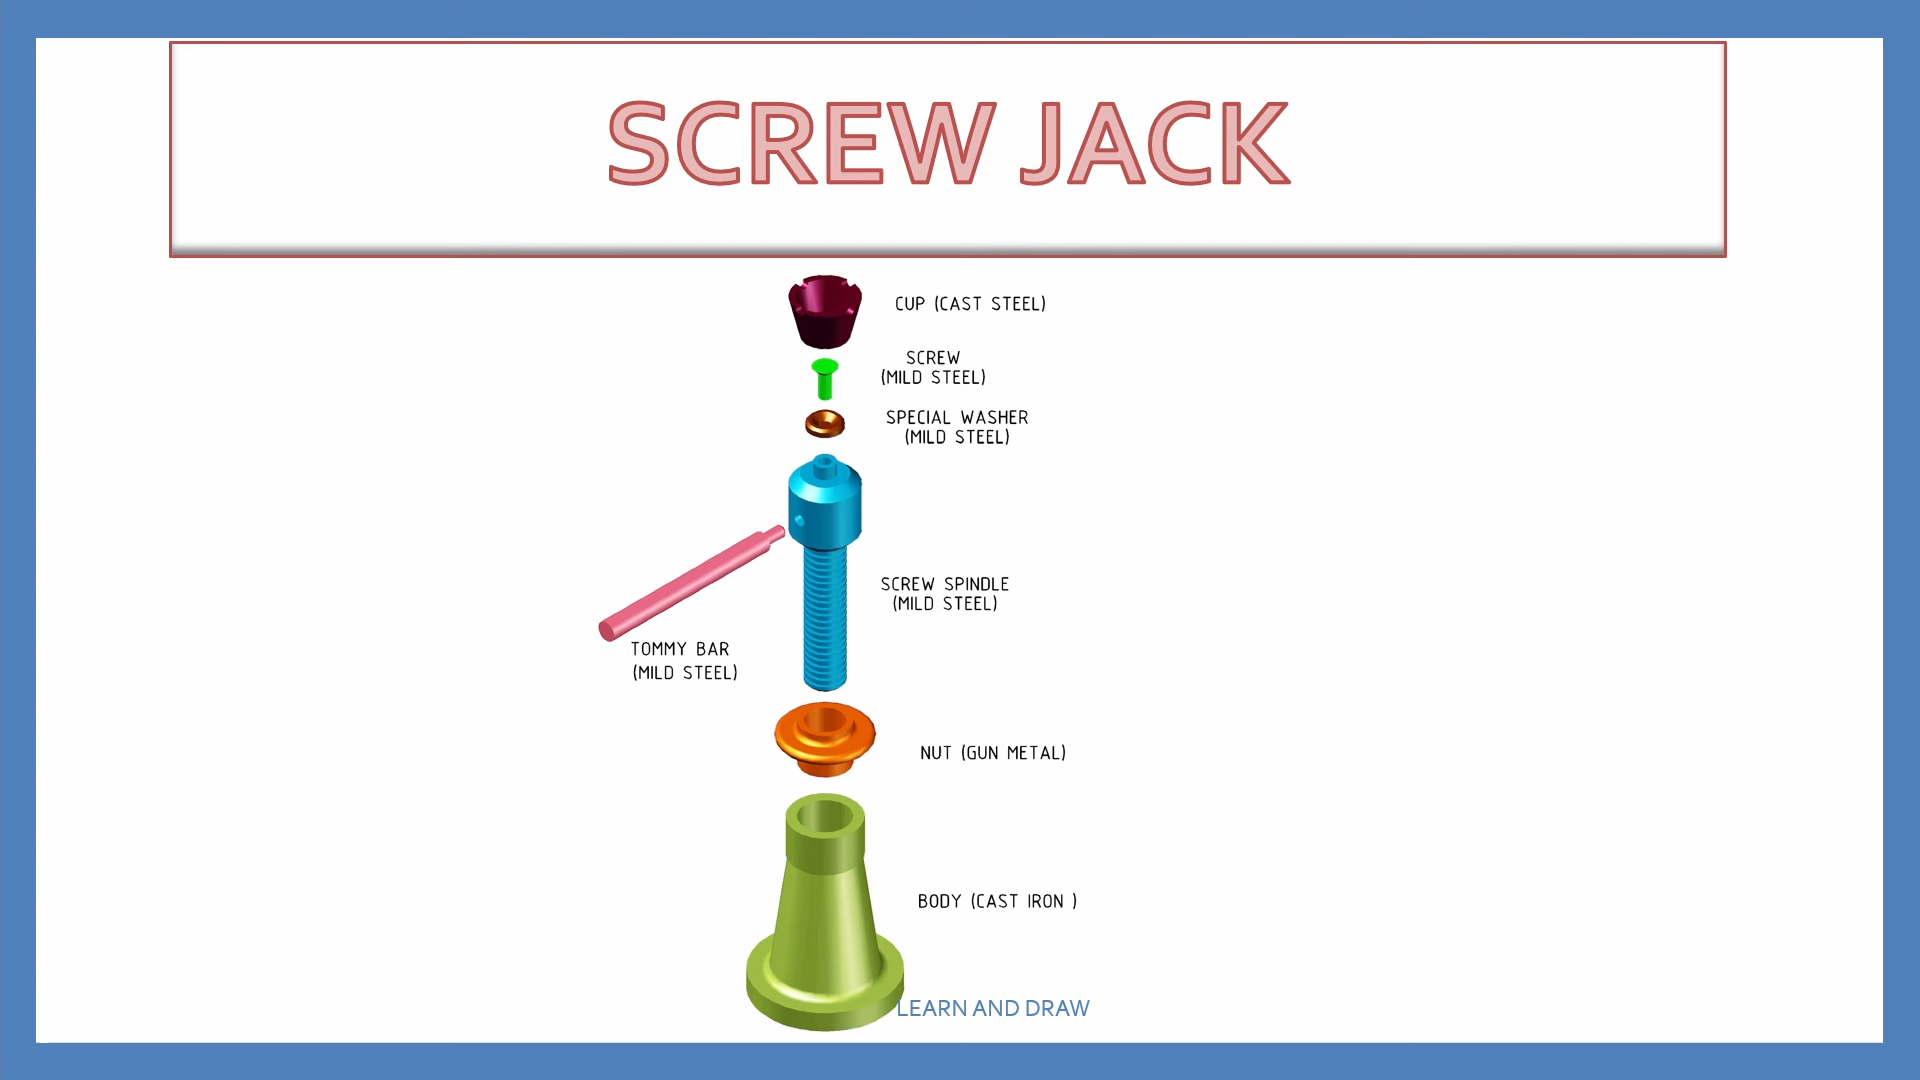 SCREW JACK
CUP (CAST STEEL)
SCREW
(MILD STEEL)
SPECIAL WASHER
(MILD STEEL)
SCREW SPINDLE
(MILD STEEL)
TOMMY BAR
(MILD STEEL)
NUT (GUN METAL)
BODY (CAST IRON )
LEARN AND DRAW